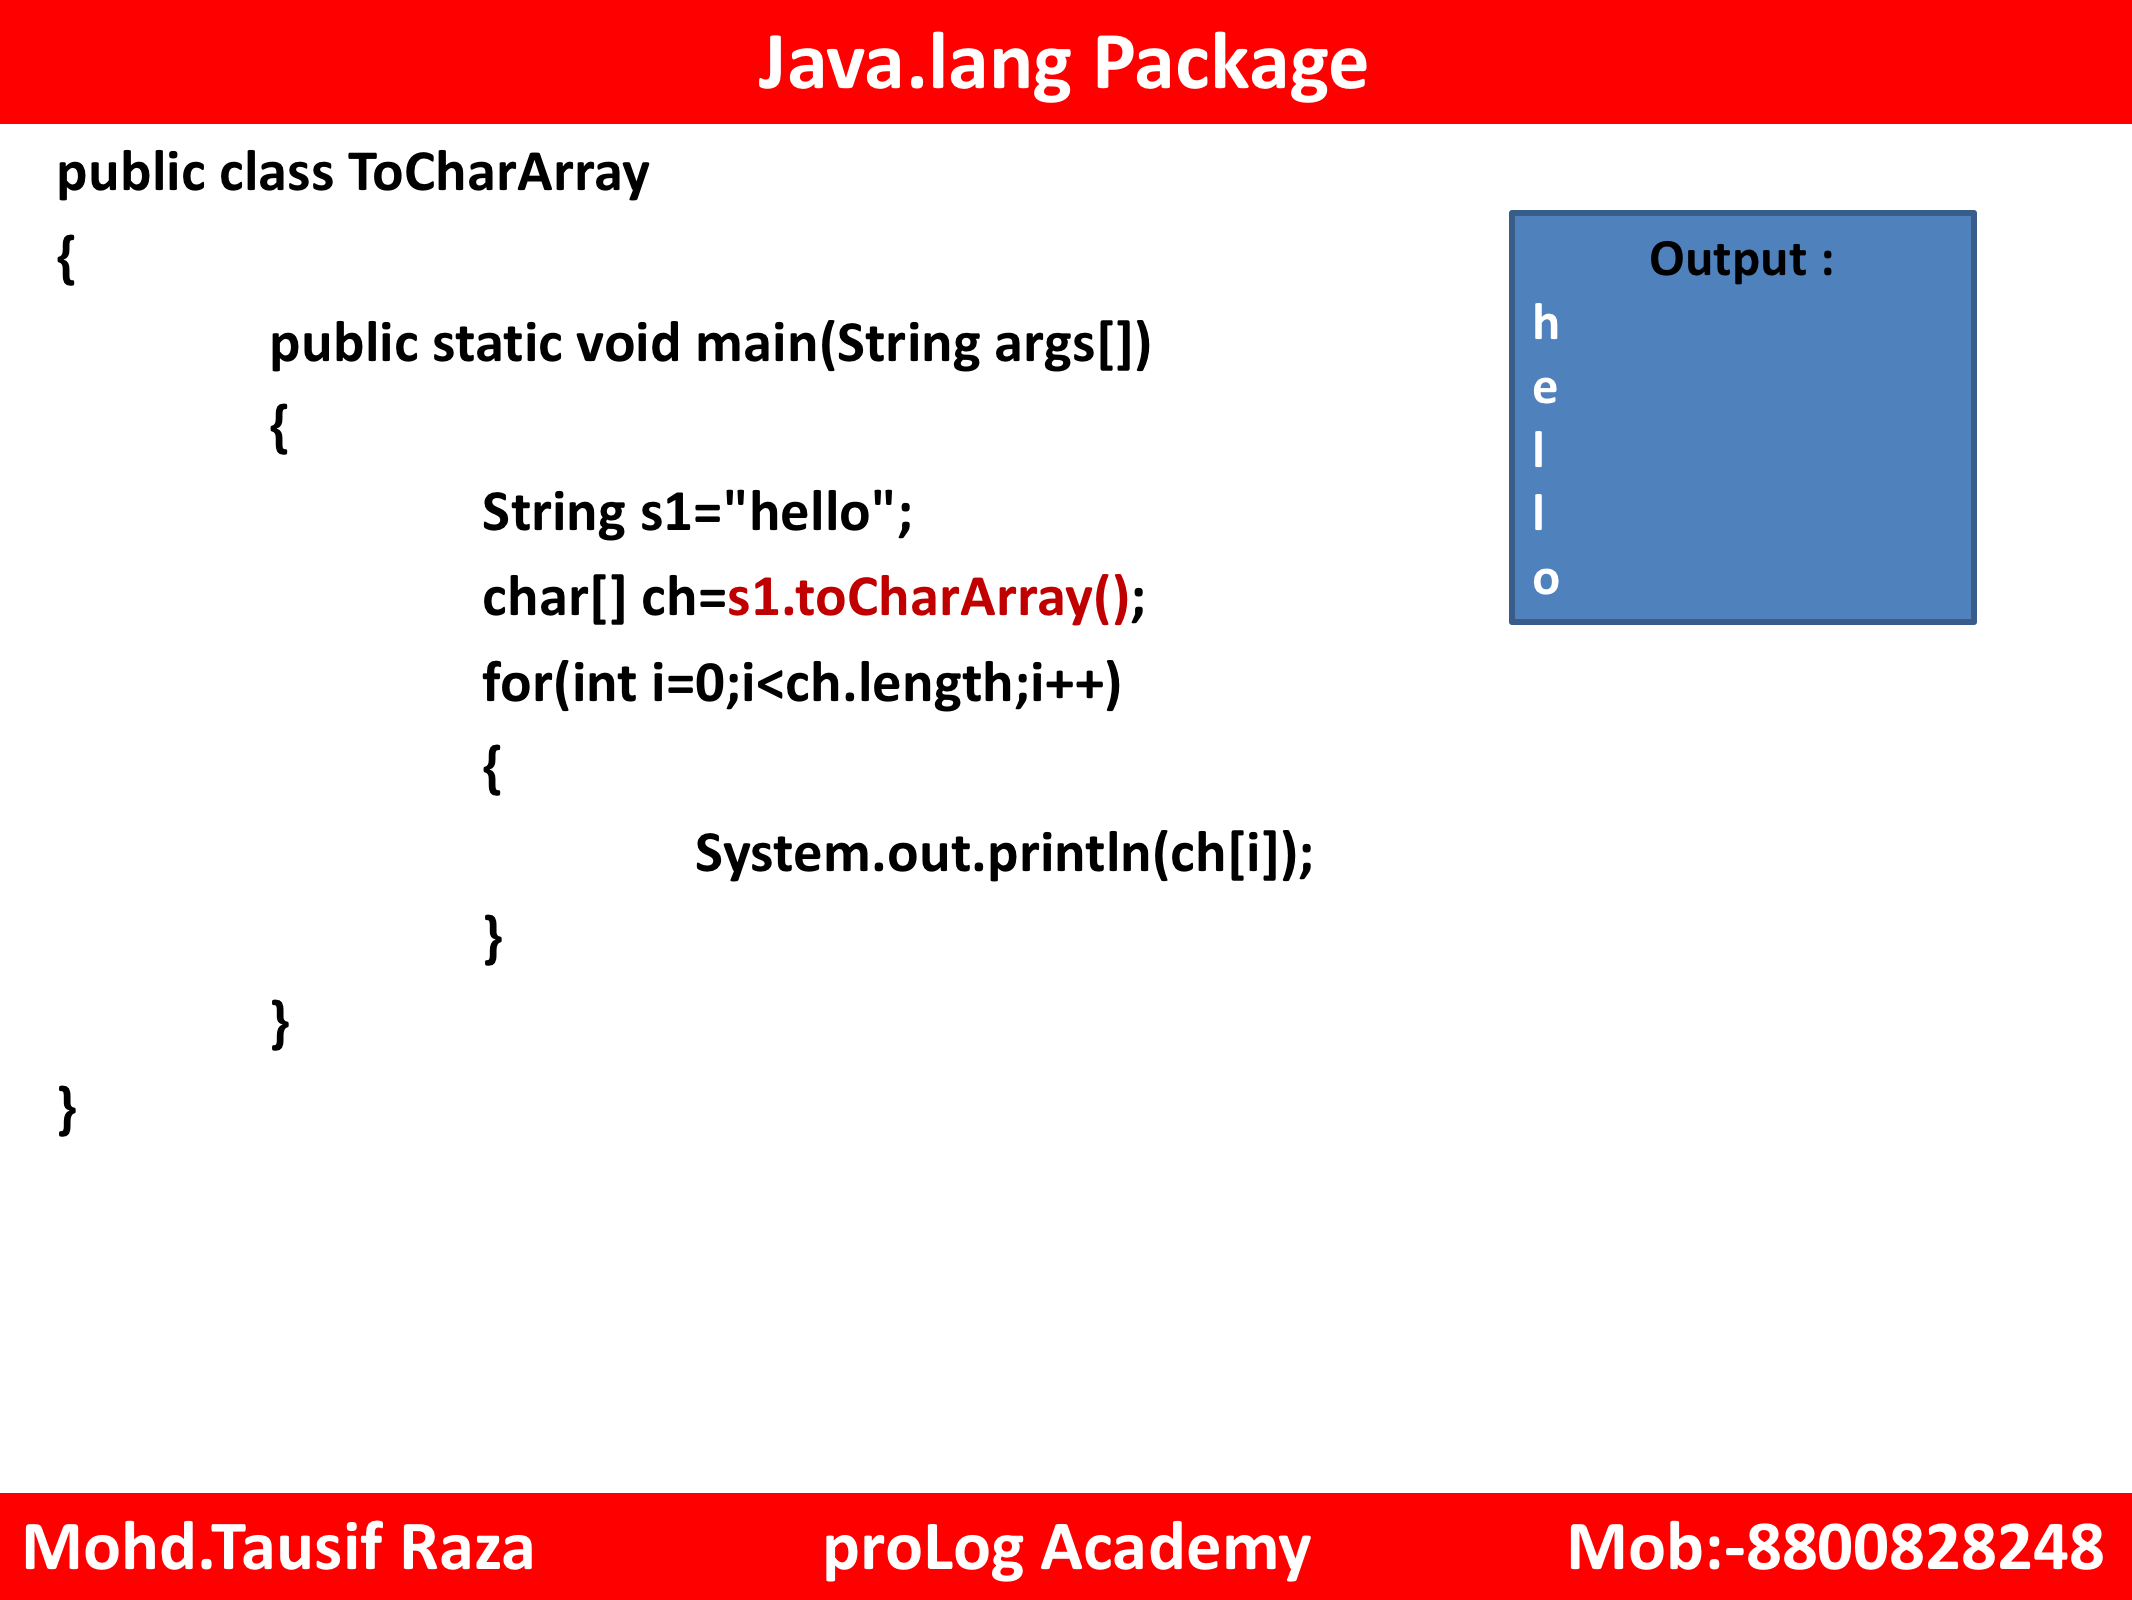 Java.lang Package
public class ToCharArray
{
public static void main(String args[])
{
String s1="hello";
char[] ch=s1.toCharArray();
for(int i=0;i<ch.length;i++)
{
System.out.println(ch[i]);
}
}
}
Output :
h
e
l
l
o
Mohd.Tausif Raza
proLog Academy
Mob:-8800828248